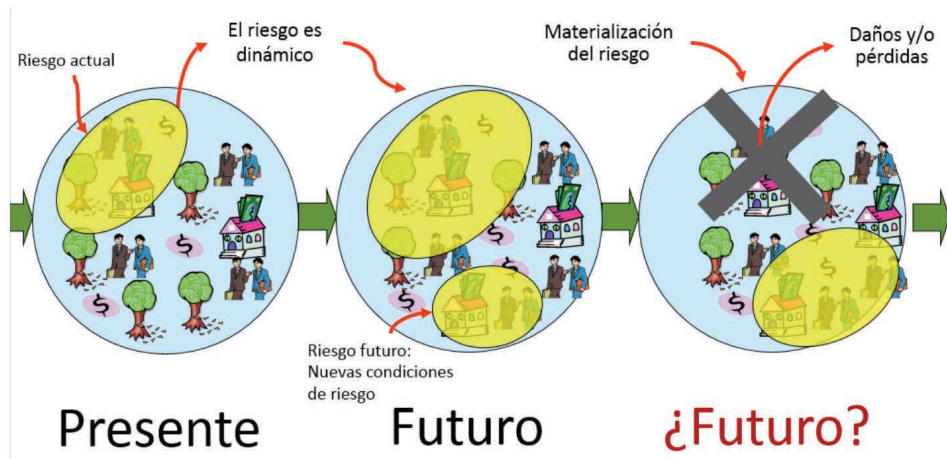 Riesgo actual
El riesgo es
dinámico
Materialización
del riesgo
Daños y/o
pérdidas
$
$
$
$
$
$
$
$
Riesgo futuro:
Nuevas condiciones
de riesgo
Presente
Futuro
¿Futuro?